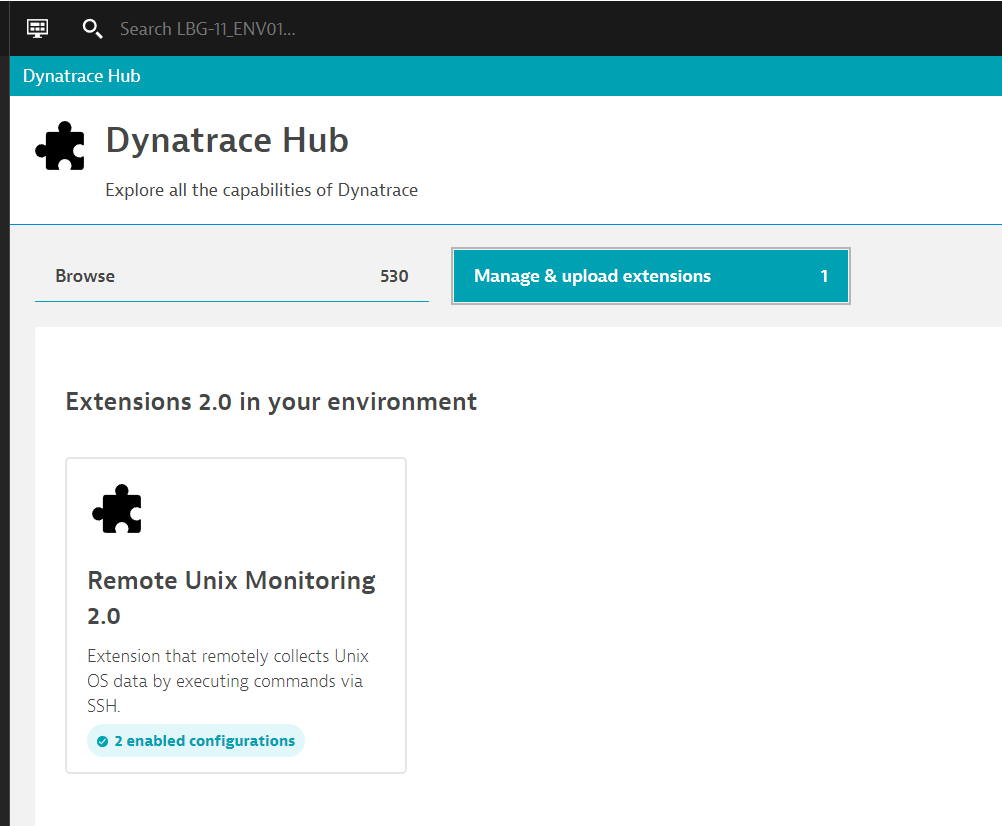 Search LBG-11_ENV01...
Dynatrace Hub
Dynatrace Hub
Explore all the capabilities of Dynatrace
Browse 530
Manage & upload extensions 1
Extensions 2.0 in your environment
Remote Unix Monitoring
2.0
Extension that remotely collects Unix
OS data by executing commands via
SSH.
2 enabled configurations